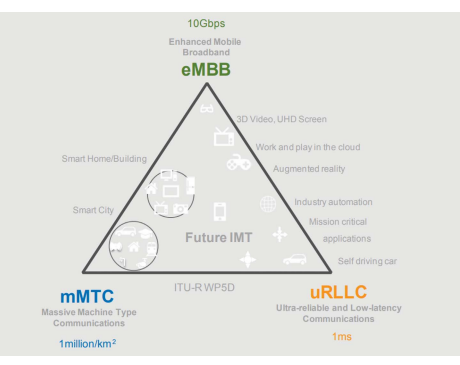 10Gbps
Enhanced Mobile
Broadband
eMBB
3D Video, UHD Screen
Work and play in the cloud
Smart Home/Building
Augmented reality
Industry automation
Smart City
Mission critical
applications
Future IMT
Self driving car
ITU-R WP5D
mMTC
Massive Machine Type
Communications
1million/km²
uRLLC
Ultra-reliable and Low-latency
Communications
1ms